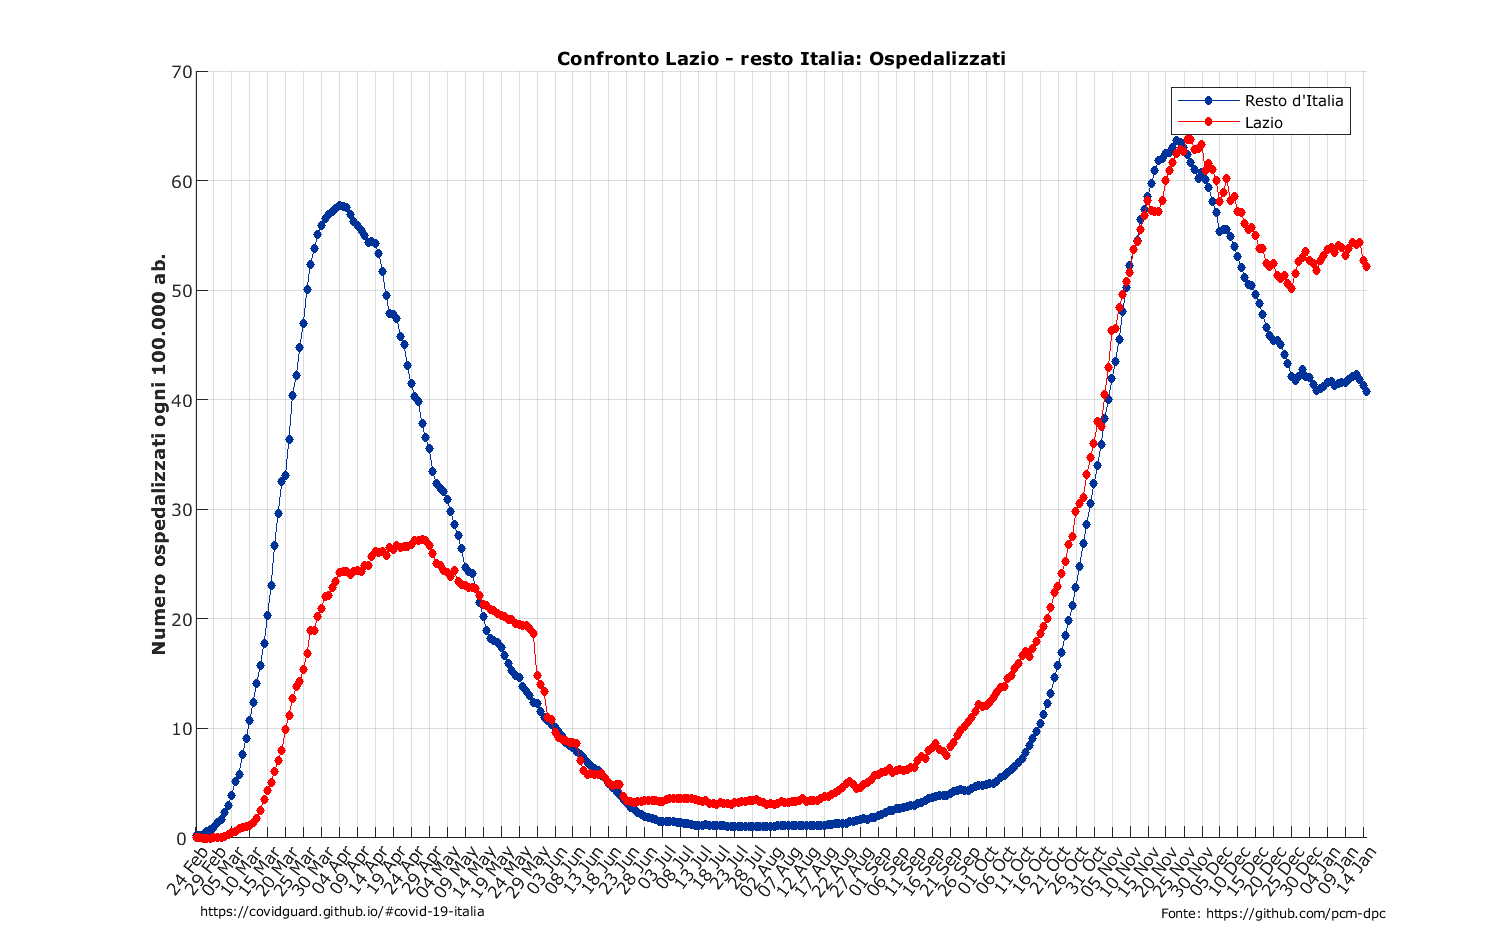 Confronto Lazio - resto Italia: Ospedalizzati
Resto d'Italia
Lazio
Numero ospedalizzati ogni 100.000 ab.
70
60
50
40
30
20
10
0
24 Feb
29 Feb
05 Mar
10 Mar
15 Mar
20 Mar
25 Mar
30 Mar
04 Apr
09 Apr
14 Apr
19 Apr
24 Apr
29 Apr
04 May
09 May
14 May
19 May
24 May
29 May
03 Jun
08 Jun
13 Jun
18 Jun
23 Jun
28 Jun
03 Jul
08 Jul
13 Jul
18 Jul
23 Jul
28 Jul
02 Aug
07 Aug
12 Aug
17 Aug
22 Aug
27 Aug
01 Sep
06 Sep
11 Sep
16 Sep
21 Sep
26 Sep
01 Oct
06 Oct
11 Oct
16 Oct
21 Oct
26 Oct
31 Oct
05 Nov
10 Nov
15 Nov
20 Nov
25 Nov
30 Nov
05 Dec
10 Dec
15 Dec
20 Dec
25 Dec
30 Dec
04 Jan
09 Jan
14 Jan
https://covidguard.github.io/#covid-19-italia
Fonte: https://github.com/pcm-dpc